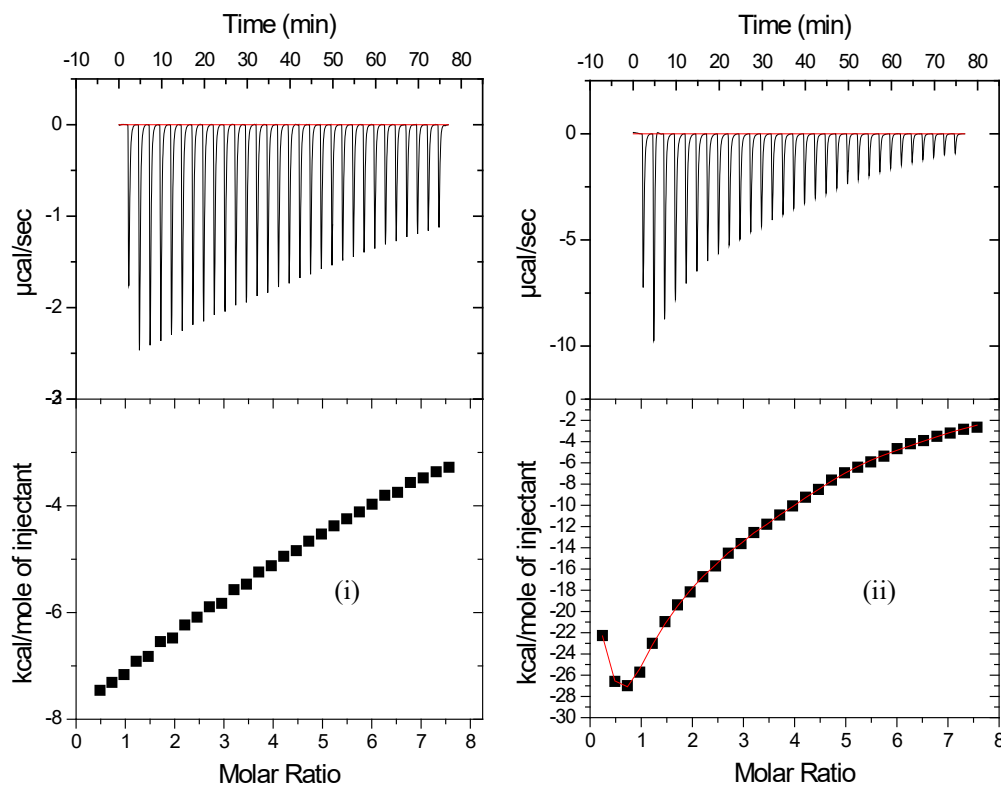 Time (min)
-10 0 10 20 30 40 50 60 70 80
0
-1
-2
-3
µcal/sec
-4
-6
-8
kcal/mole of injectant
(i)
0 1 2 3 4 5 6 7 8
Molar Ratio
Time (min)
-10 0 10 20 30 40 50 60 70 80
0
-5
-10
0
µcal/sec
-2
-4
-6
-8
-10
-12
-14
-16
-18
-20
-22
-24
-26
-28
-30
kcal/mole of injectant
(ii)
0 1 2 3 4 5 6 7 8
Molar Ratio